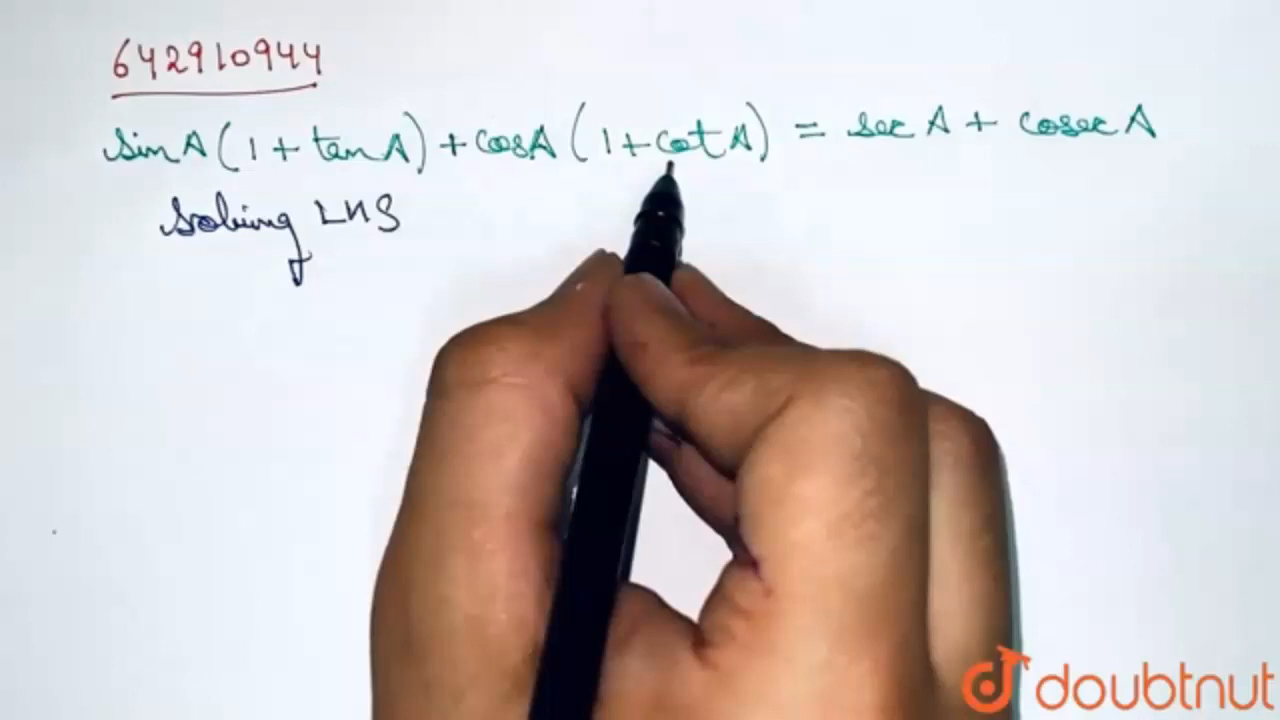 642910944
sinA(1+tanA)+cosA(1+cotA) = secA + cosecA
Solving LHS
doubtnut